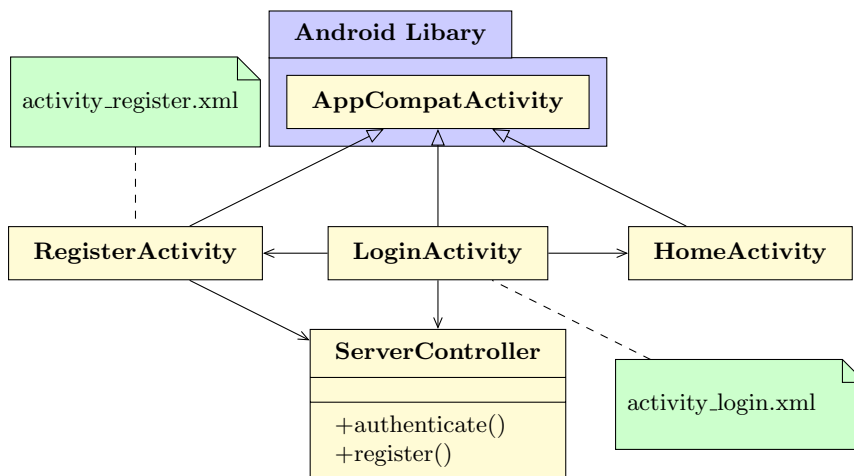 Android Libary
activity_register.xml
AppCompatActivity
RegisterActivity
LoginActivity
HomeActivity
ServerController
+authenticate()
+register()
activity_login.xml